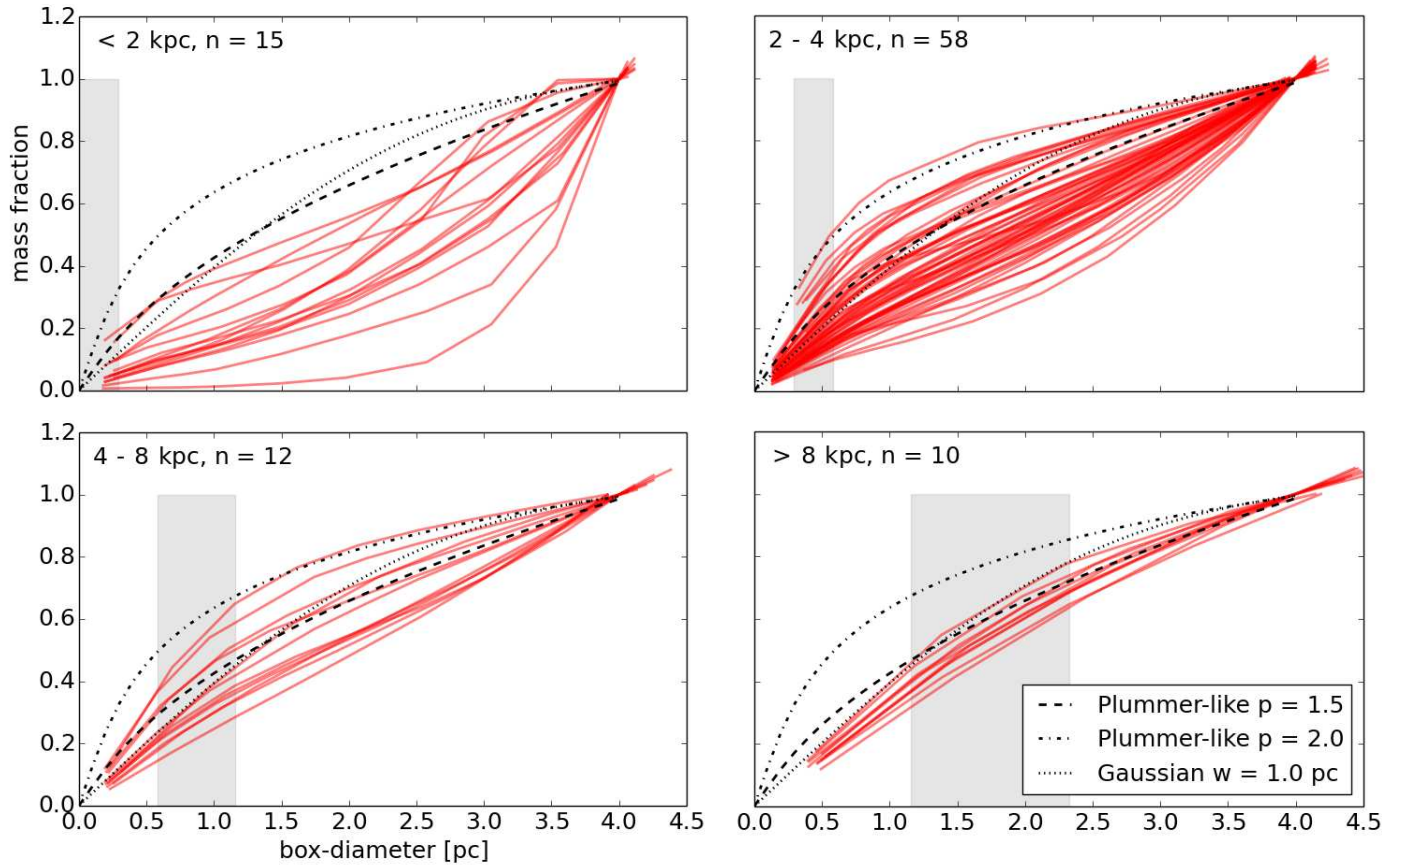 1.2
1.0
0.8
0.6
0.4
0.2
0.0
mass fraction
< 2 kpc, n = 15
2 - 4 kpc, n = 58
1.2
1.0
0.8
0.6
0.4
0.2
0.0
4 - 8 kpc, n = 12
> 8 kpc, n = 10
Plummer-like p = 1.5
Plummer-like p = 2.0
Gaussian w = 1.0 pc
0.0 0.5 1.0 1.5 2.0 2.5 3.0 3.5 4.0 4.5
0.0 0.5 1.0 1.5 2.0 2.5 3.0 3.5 4.0 4.5
box-diameter [pc]